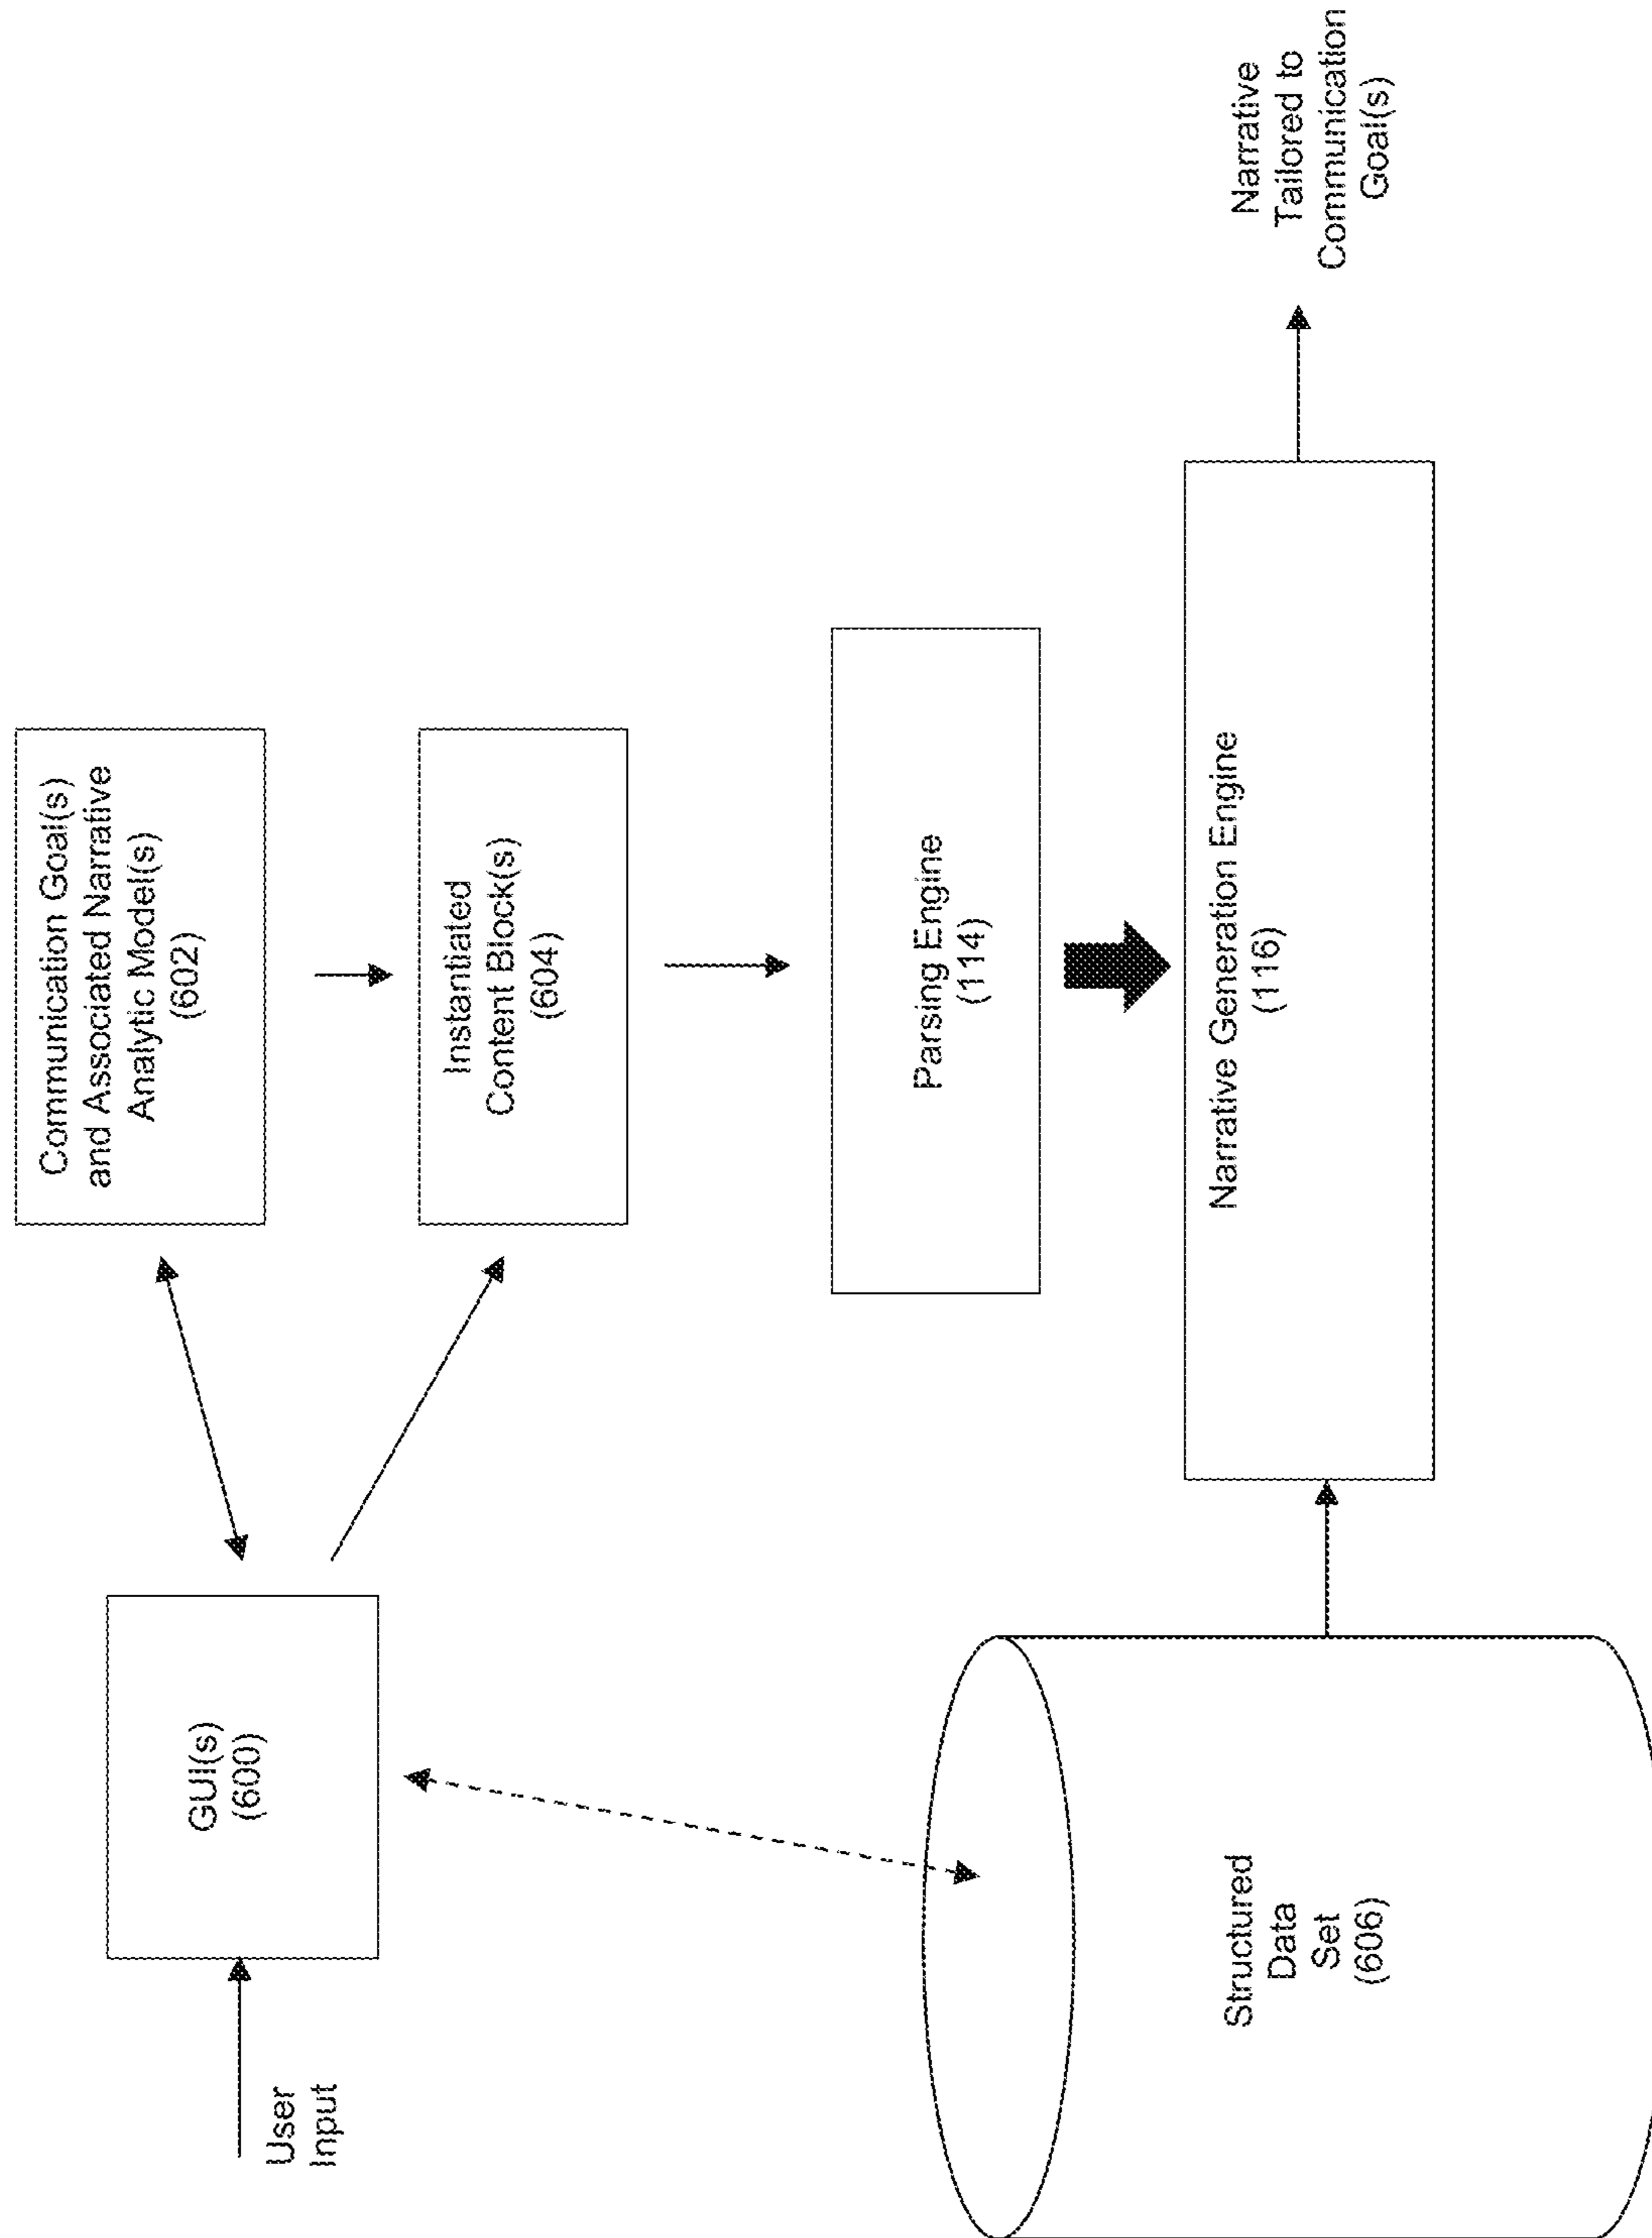 User
Input
GUI(s)
(600)
Communication Goal(s)
and Associated Narrative
Analytic Model(s)
(602)
Instantiated
Content Block(s)
(604)
Parsing Engine
(114)
Structured
Data
Set
(606)
Narrative Generation Engine
(116)
Narrative
Tailored to
Communication
Goal(s)